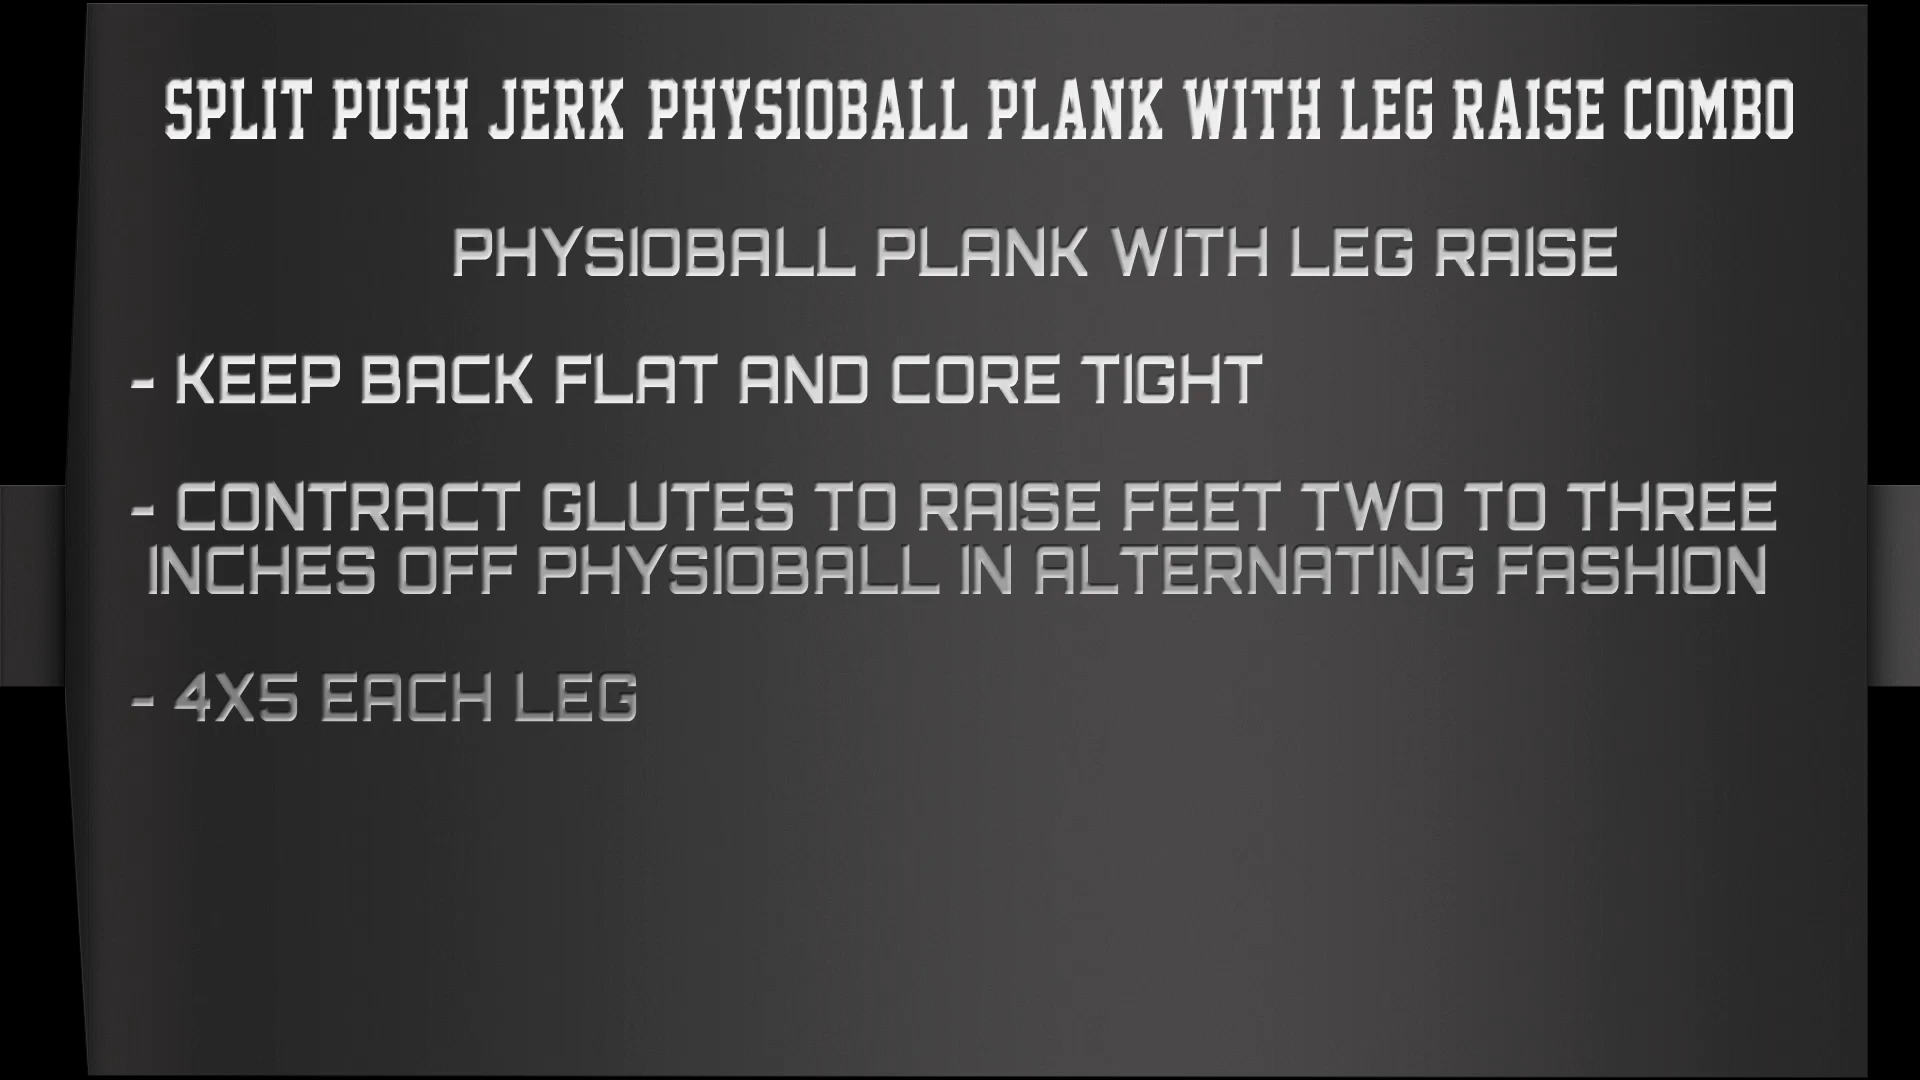 SPLIT PUSH JERK PHYSIOBALL PLANK WITH LEG RAISE COMBO
PHYSIOBALL PLANK WITH LEG RAISE
- KEEP BACK FLAT AND CORE TIGHT
- CONTRACT GLUTES TO RAISE FEET TWO TO THREE
INCHES OFF PHYSIOBALL IN ALTERNATING FASHION
- 4X5 EACH LEG